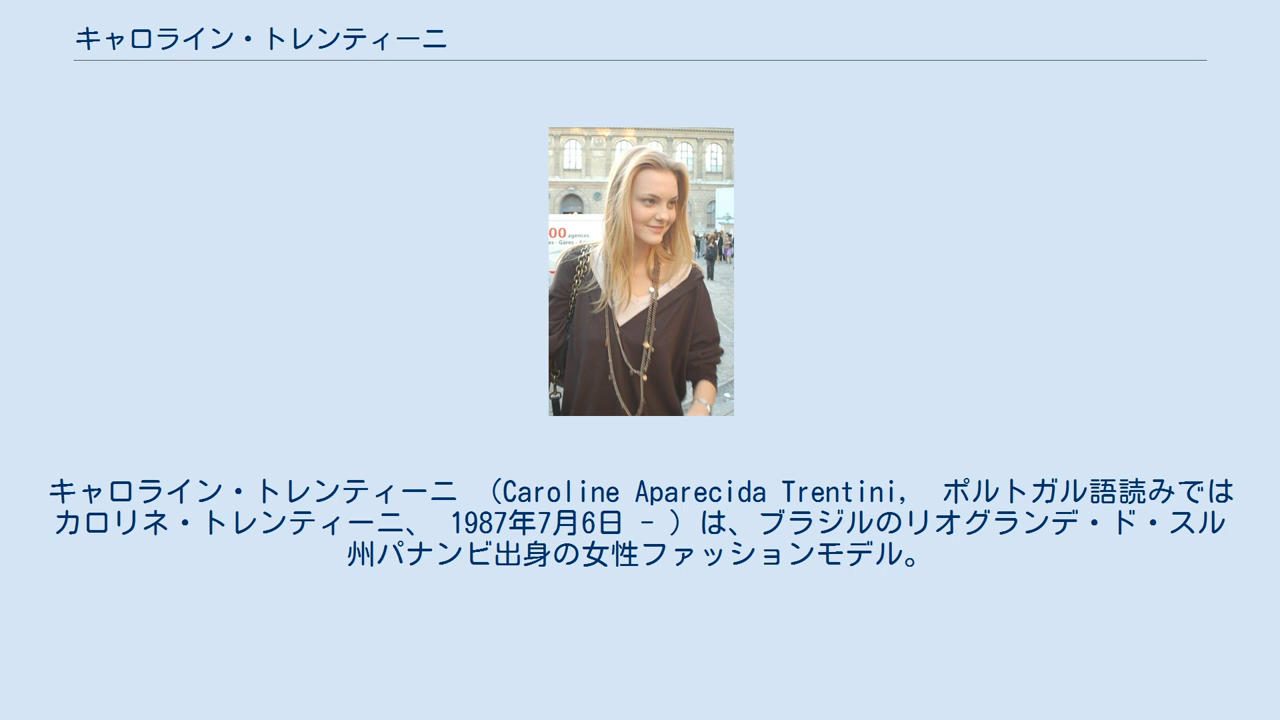 キャロライン・トレンティーニ
00 agences
キャロライン・トレンティーニ （Caroline Aparecida Trentini, ポルトガル語読みでは
カロリネ・トレンティーニ、 1987年7月6日 - ）は、ブラジルのリオグランデ・ド・スル
州パナンビ出身の女性ファッションモデル。